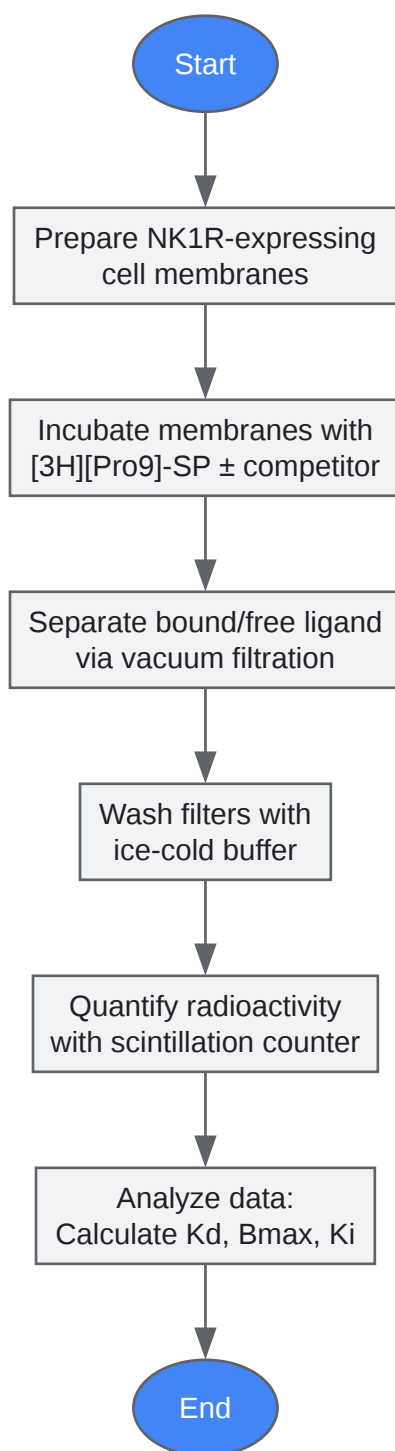 Start
Prepare NK1R-expressing
cell membranes
Incubate membranes with
[3H][Pro9]-SP ± competitor
Separate bound/free ligand
via vacuum filtration
Wash filters with
ice-cold buffer
Quantify radioactivity
with scintillation counter
Analyze data:
Calculate Kd, Bmax, Ki
End